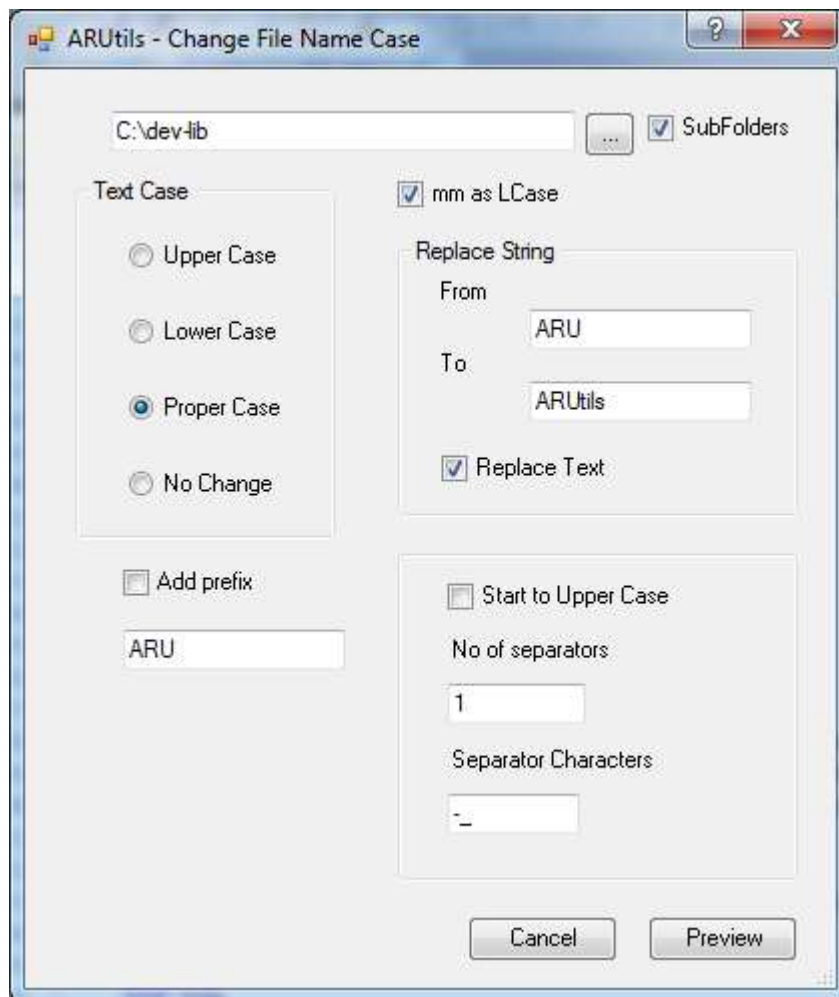 ARUtils - Change File Name Case
?
C:\dev-lib
...
SubFolders
Text Case
mm as LCase
Upper Case
Replace String
From
ARU
Lower Case
To
ARUtils
Proper Case
Replace Text
No Change
Add prefix
Start to Upper Case
ARU
No of separators
1
Separator Characters
-_
Cancel
Preview